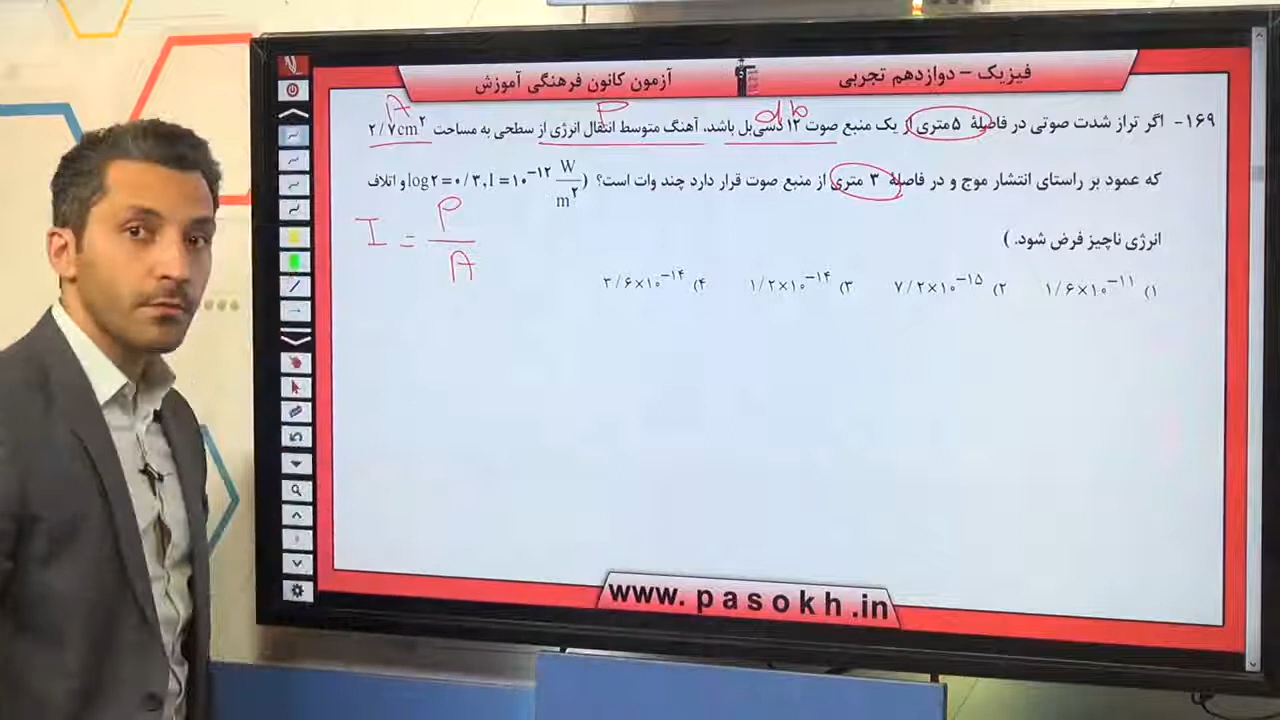 فیزیک – دوازدهم تجربی
آزمون کانون فرهنگی آموزش
A P db
۱۶۹- اگر تراز شدت صوتی در فاصلهٔ ۵ متری از یک منبع صوت ۱۲ دسی‌بل باشد، آهنگ متوسط انتقال انرژی از سطحی به مساحت ۲/۷cm²
که عمود بر راستای انتشار موج و در فاصلهٔ ۳ متری از منبع صوت قرار دارد چند وات است؟ (log۲=۰/۳, I=۱۰⁻¹² W/m² و اتلاف
انرژی ناچیز فرض شود.)
I = P/A
۱) ۱/۶×۱۰⁻¹¹ ۲) ۷/۲×۱۰⁻¹⁵ ۳) ۱/۲×۱۰⁻¹⁴ ۴) ۳/۶×۱۰⁻¹⁴
www.pasokh.in